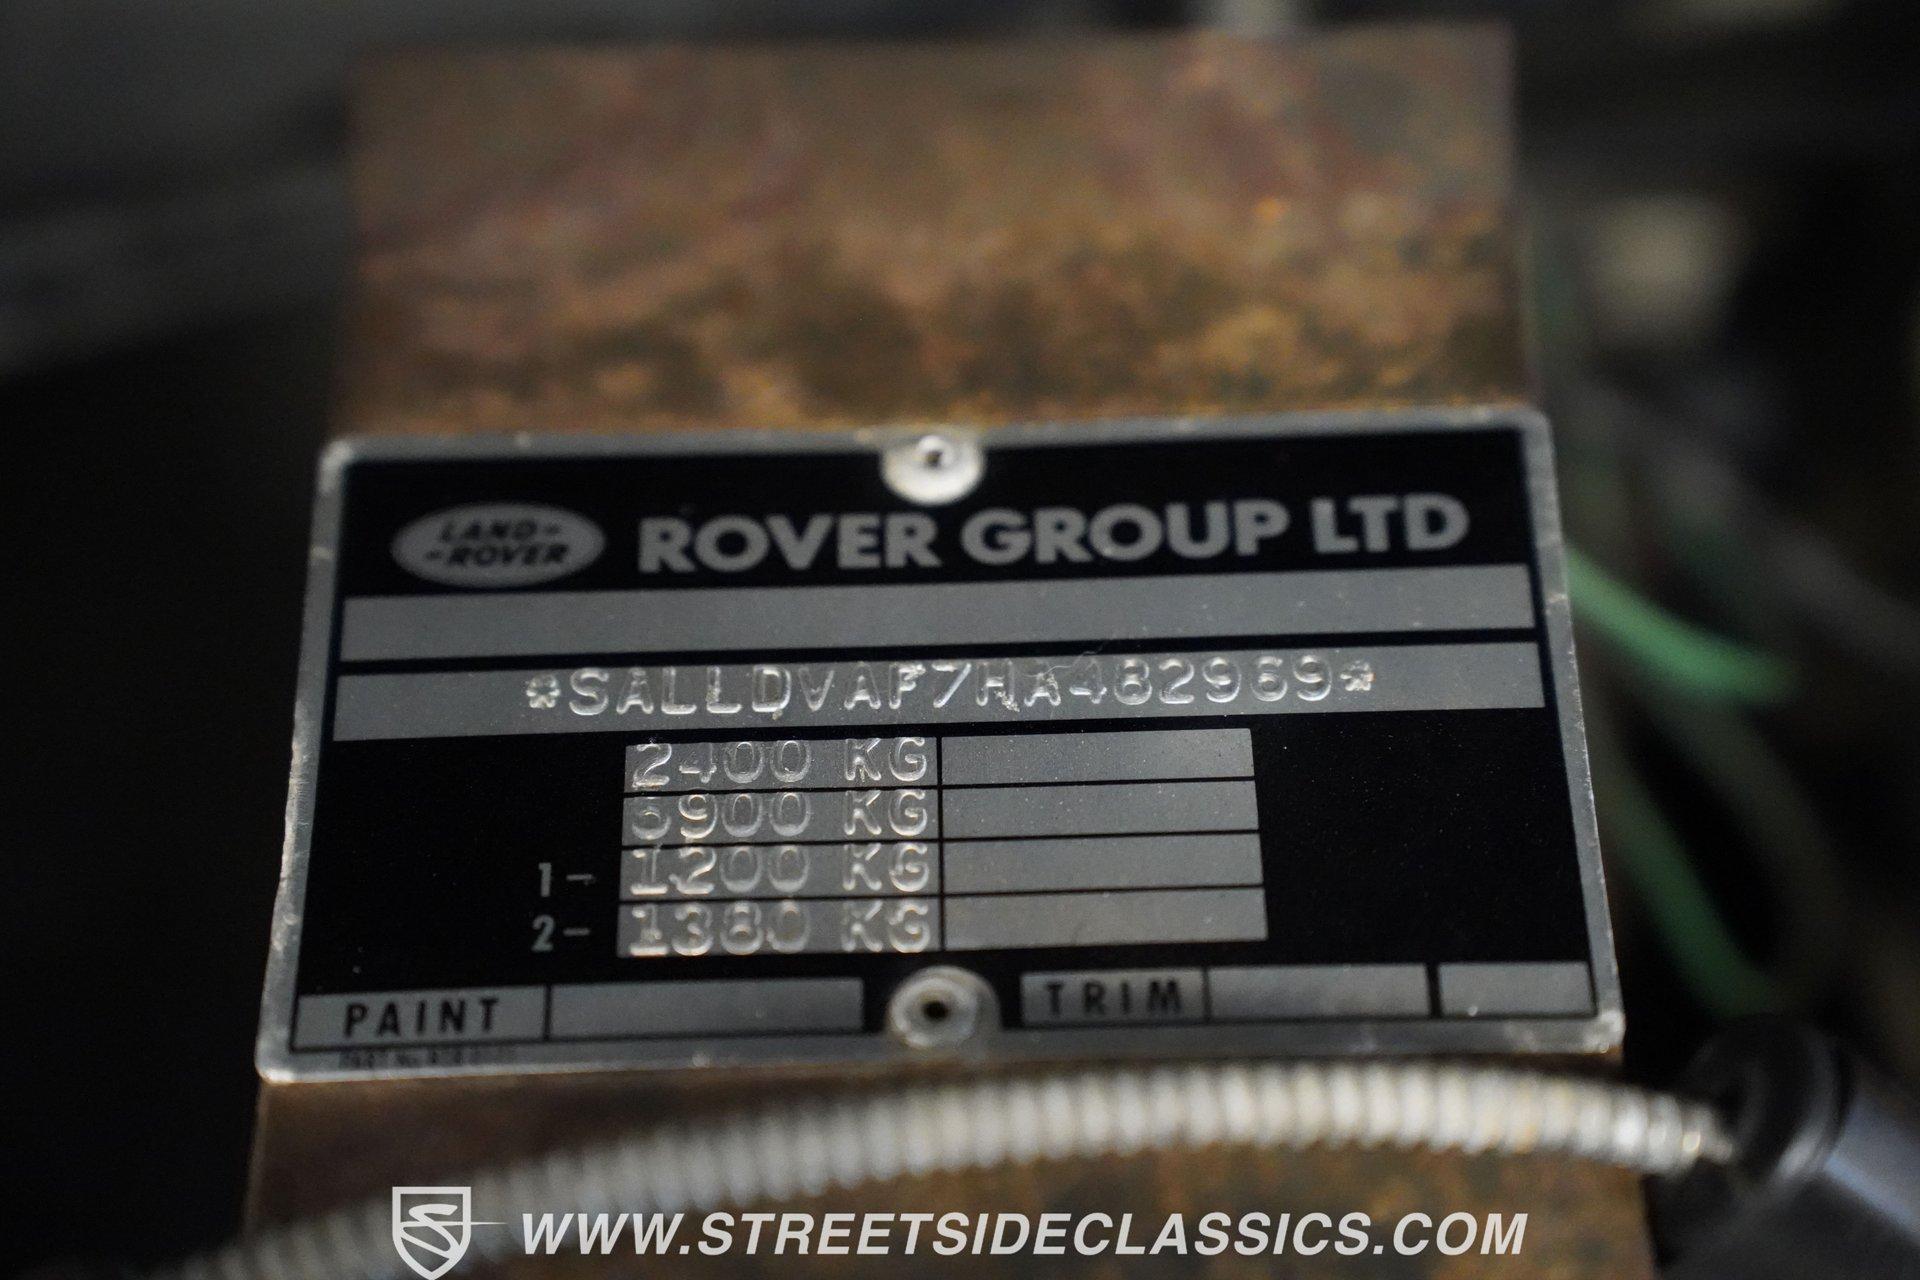 LAND-
-ROVER
ROVER GROUP LTD
*SALLDVAF7HA482969*
2400 KG
5900 KG
1- 1200 KG
2- 1380 KG
PAINT
TRIM
WWW.STREETSIDECLASSICS.COM